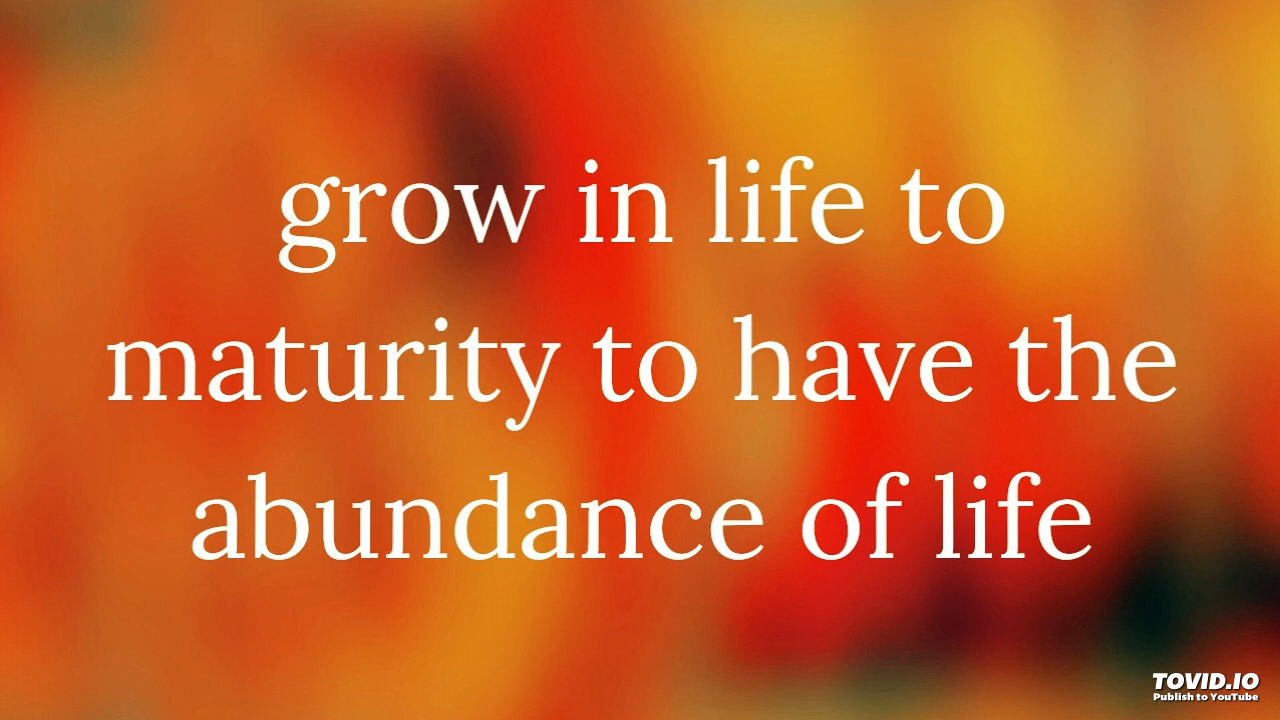 grow in life to
maturity to have the
abundance of life
TOVID.IO
Publish to YouTube